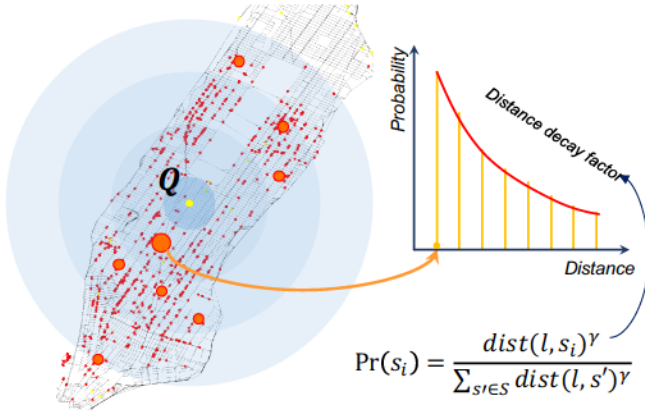 Q
Probability
Distance decay factor
Distance
Pr(s_i) = dist(l, s_i)^γ / ∑_{s'∈S} dist(l, s')^γ